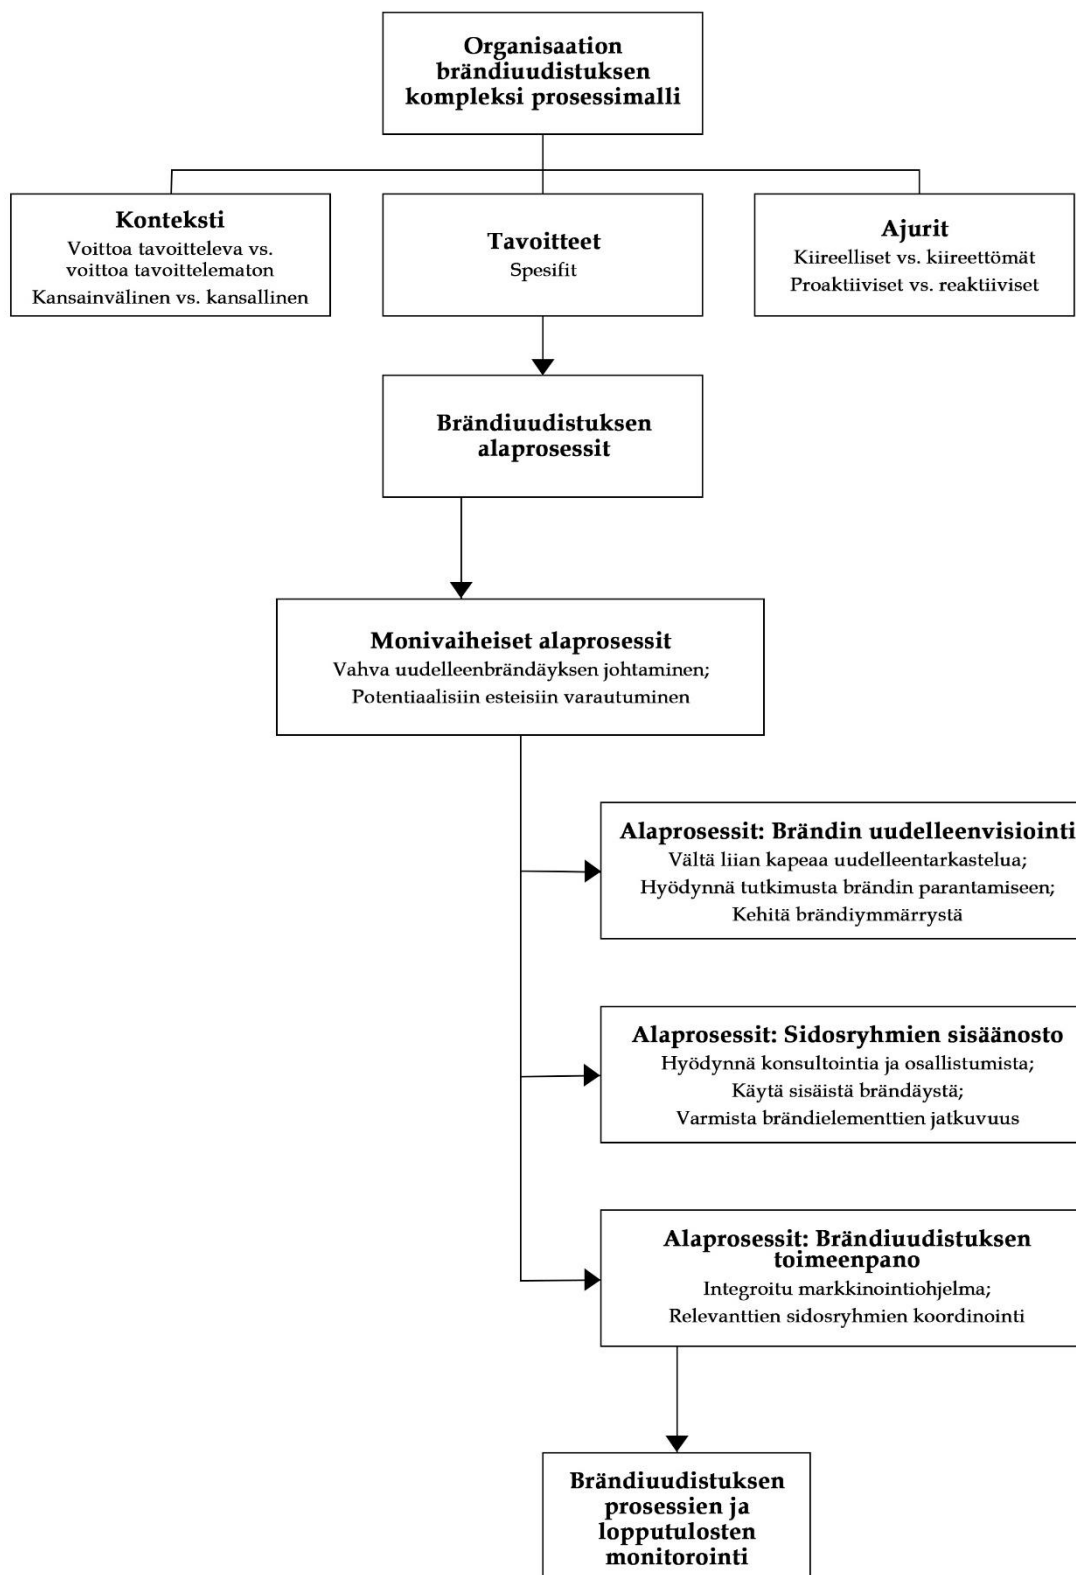 Organisaation
brändiuudistuksen
kompleksi prosessimalli
Konteksti
Voittoa tavoitteleva vs.
voittoa tavoittelematon
Kansainvälinen vs. kansallinen
Tavoitteet
Spesifit
Ajurit
Kiireelliset vs. kiireettömät
Proaktiiviset vs. reaktiiviset
Brändiuudistuksen
alaprosessit
Monivaiheiset alaprosessit
Vahva uudelleenbrändäyksen johtaminen;
Potentiaalisiin esteisiin varautuminen
Alaprosessit: Brändin uudelleenvisiointi
Vältä liian kapeaa uudelleentarkastelua;
Hyödynnä tutkimusta brändin parantamiseen;
Kehitä brändiymmärrystä
Alaprosessit: Sidosryhmien sisäänosto
Hyödynnä konsultointia ja osallistumista;
Käytä sisäistä brändäystä;
Varmista brändielementtien jatkuvuus
Alaprosessit: Brändiuudistuksen
toimeenpano
Integroitu markkinointiohjelma;
Relevanttien sidosryhmien koordinointi
Brändiuudistuksen
prosessien ja
lopputulosten
monitorointi